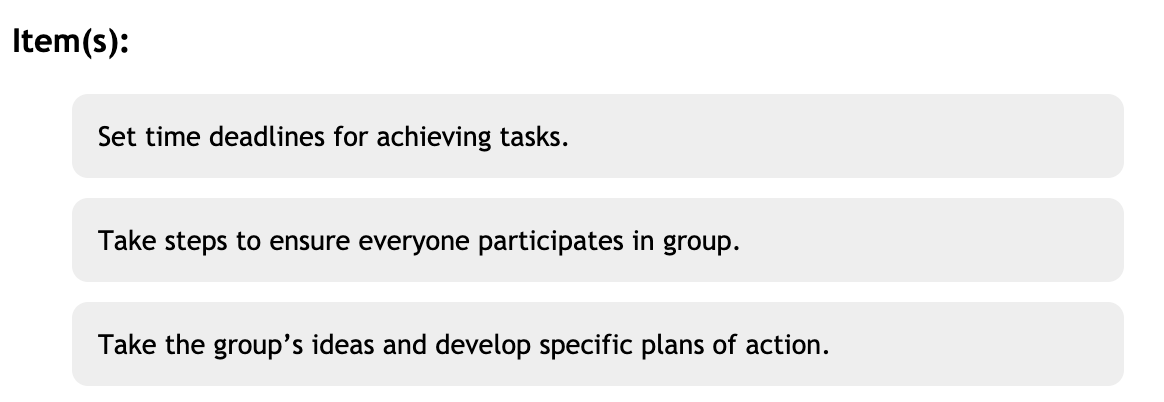 Item(s):
Set time deadlines for achieving tasks.
Take steps to ensure everyone participates in group.
Take the group’s ideas and develop specific plans of action.